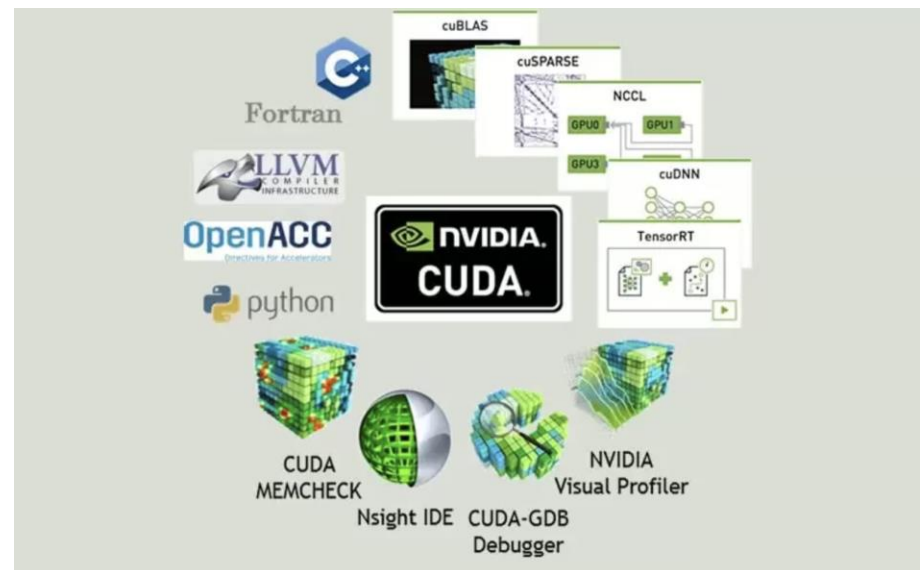 cuBLAS
C++
cuSPARSE
Fortran
NCCL
GPU0
GPU1
GPU3
LLVM
COMPILER
INFRASTRUCTURE
cuDNN
OpenACC
Directives for Accelerators
NVIDIA.
CUDA.
TensorRT
python
CUDA
MEMCHECK
Nsight IDE
CUDA-GDB
Debugger
NVIDIA
Visual Profiler